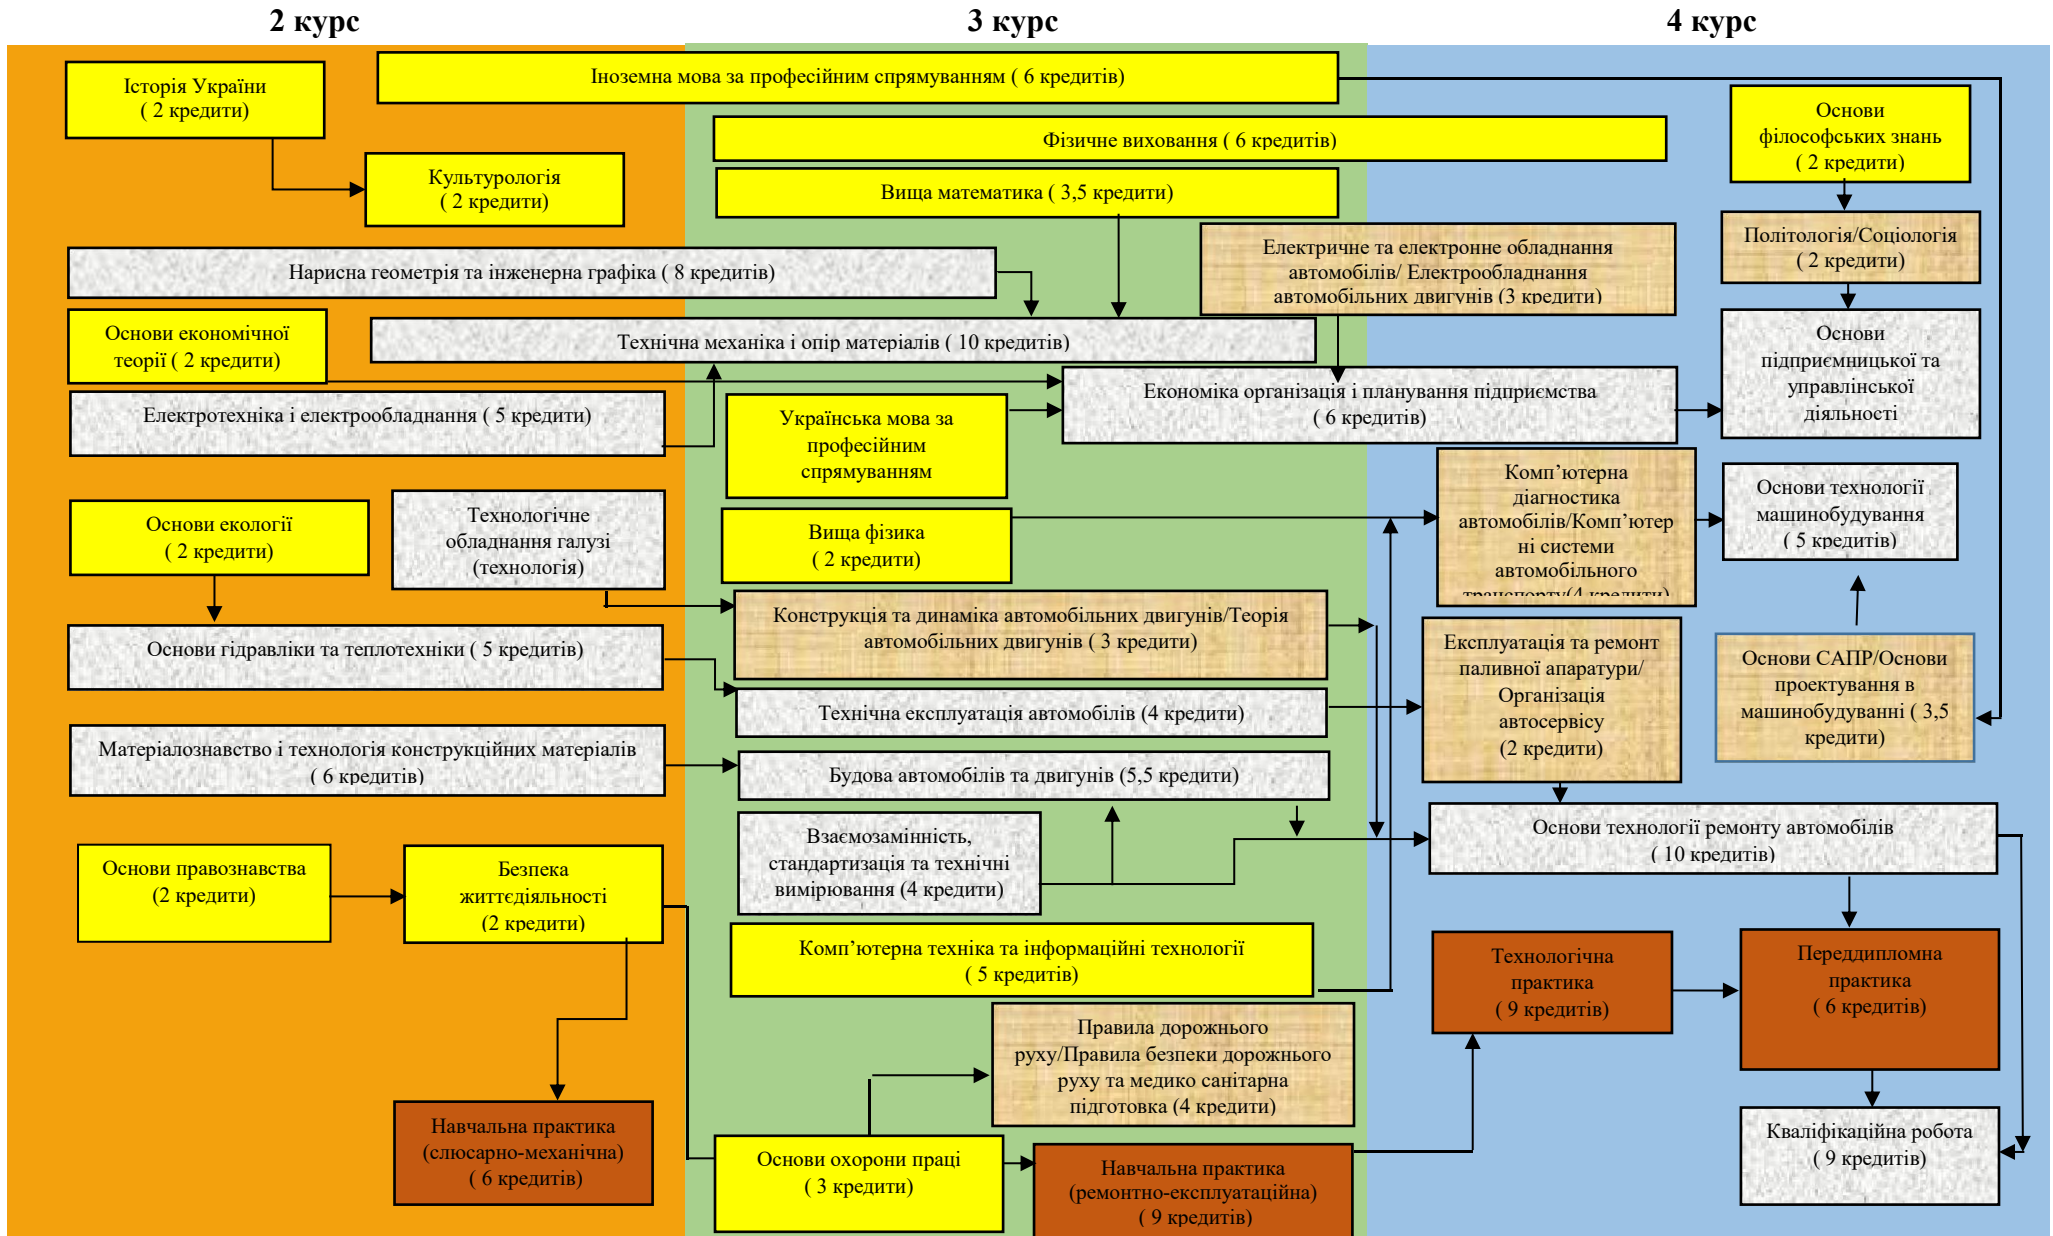 2 курс
3 курс
4 курс
Історія України
( 2 кредити)
Іноземна мова за професійним спрямуванням ( 6 кредитів)
Фізичне виховання ( 6 кредитів)
Основи
філософських знань
( 2 кредити)
Культурологія
( 2 кредити)
Вища математика ( 3,5 кредити)
Політологія/Соціологія
( 2 кредити)
Нарисна геометрія та інженерна графіка ( 8 кредитів)
Електричне та електронне обладнання
автомобілів/ Електрообладнання
автомобільних двигунів (3 кредити)
Основи економічної
теорії ( 2 кредити)
Технічна механіка і опір матеріалів ( 10 кредитів)
Основи
підприємницької та
управлінської
діяльності
Електротехніка і електрообладнання ( 5 кредити)
Українська мова за
професійним
спрямуванням
Економіка організація і планування підприємства
( 6 кредитів)
Основи екології
( 2 кредити)
Технологічне
обладнання галузі
(технологія)
Вища фізика
( 2 кредити)
Комп’ютерна
діагностика
автомобілів/Комп’ютер
ні системи
автомобільного
транспорту(4 кредити)
Основи технології
машинобудування
( 5 кредитів)
Основи гідравліки та теплотехніки ( 5 кредитів)
Конструкція та динаміка автомобільних двигунів/Теорія
автомобільних двигунів ( 3 кредити)
Експлуатація та ремонт
паливної апаратури/
Організація
автосервісу
(2 кредити)
Основи САПР/Основи
проектування в
машинобудуванні ( 3,5
кредити)
Технічна експлуатація автомобілів (4 кредити)
Матеріалознавство і технологія конструкційних матеріалів
( 6 кредитів)
Будова автомобілів та двигунів (5,5 кредити)
Взаємозамінність,
стандартизація та технічні
вимірювання (4 кредити)
Основи технології ремонту автомобілів
( 10 кредитів)
Основи правознавства
(2 кредити)
Безпека
життєдіяльності
(2 кредити)
Комп’ютерна техніка та інформаційні технології
( 5 кредитів)
Технологічна
практика
( 9 кредитів)
Переддипломна
практика
( 6 кредитів)
Правила дорожнього
руху/Правила безпеки дорожнього
руху та медико санітарна
підготовка (4 кредити)
Навчальна практика
(слюсарно-механічна)
( 6 кредитів)
Основи охорони праці
( 3 кредити)
Навчальна практика
(ремонтно-експлуатаційна)
( 9 кредитів)
Кваліфікаційна робота
( 9 кредитів)